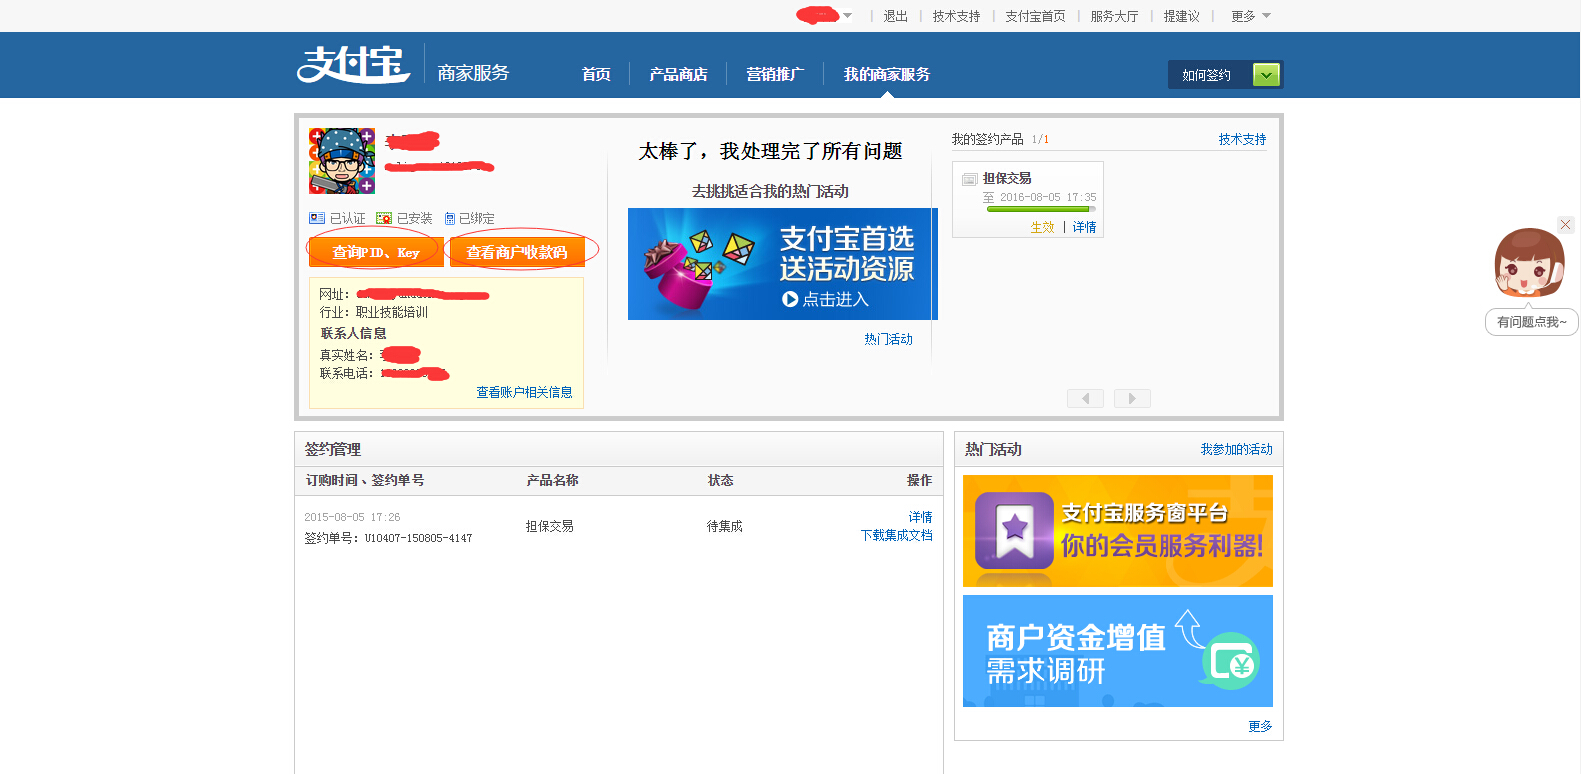 退出 | 技术支持 | 支付宝首页 | 服务大厅 | 提建议 | 更多
支付宝 商家服务 首页 产品商店 营销推广 我的商家服务 如何签约
已认证 已安装 已绑定
查询PID、Key 查看商户收款码
网址：
行业：职业技能培训
联系人信息
真实姓名：
联系电话：
查看账户相关信息
太棒了，我处理完了所有问题
去挑挑适合我的热门活动
支付宝首选
送活动资源
点击进入
热门活动
我的签约产品 1/1 技术支持
担保交易
至 2016-08-05 17:35
生效 | 详情
有问题点我~
签约管理
订购时间、签约单号 产品名称 状态 操作
2015-08-05 17:26
签约单号：U10407-150805-4147
担保交易 待集成
详情
下载集成文档
热门活动 我参加的活动
支付宝服务窗平台
你的会员服务利器!
商户资金增值
需求调研
更多